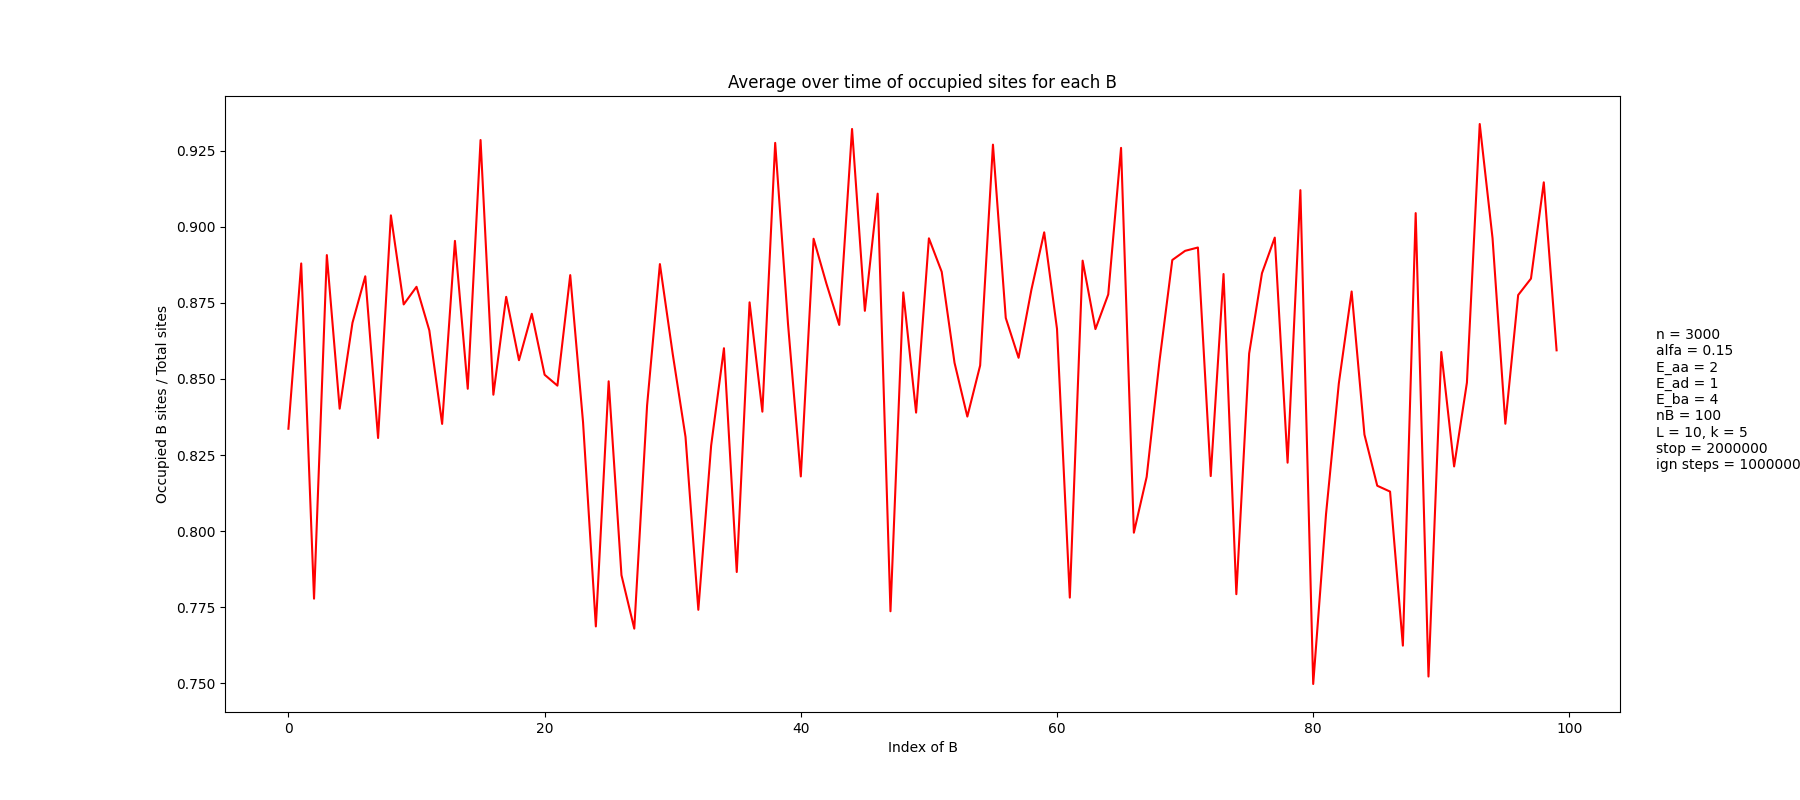 Average over time of occupied sites for each B
Occupied B sites / Total sites
0.925
0.900
0.875
0.850
0.825
0.800
0.775
0.750
0
20
40
60
80
100
Index of B
n = 3000
alfa = 0.15
E_aa = 2
E_ad = 1
E_ba = 4
nB = 100
L = 10, k = 5
stop = 2000000
ign steps = 1000000